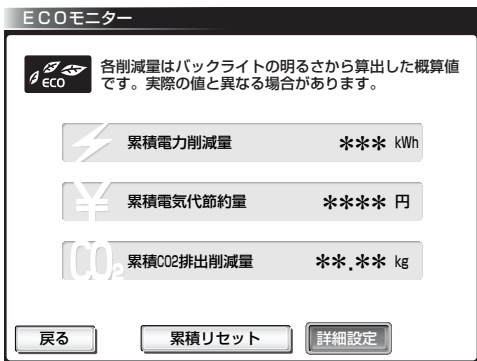 ECOモニター
ECO
各削減量はバックライトの明るさから算出した概算値
です。実際の値と異なる場合があります。
累積電力削減量 *** kWh
¥ 累積電気代節約量 **** 円
CO₂ 累積CO2排出削減量 **.** kg
戻る 累積リセット 詳細設定